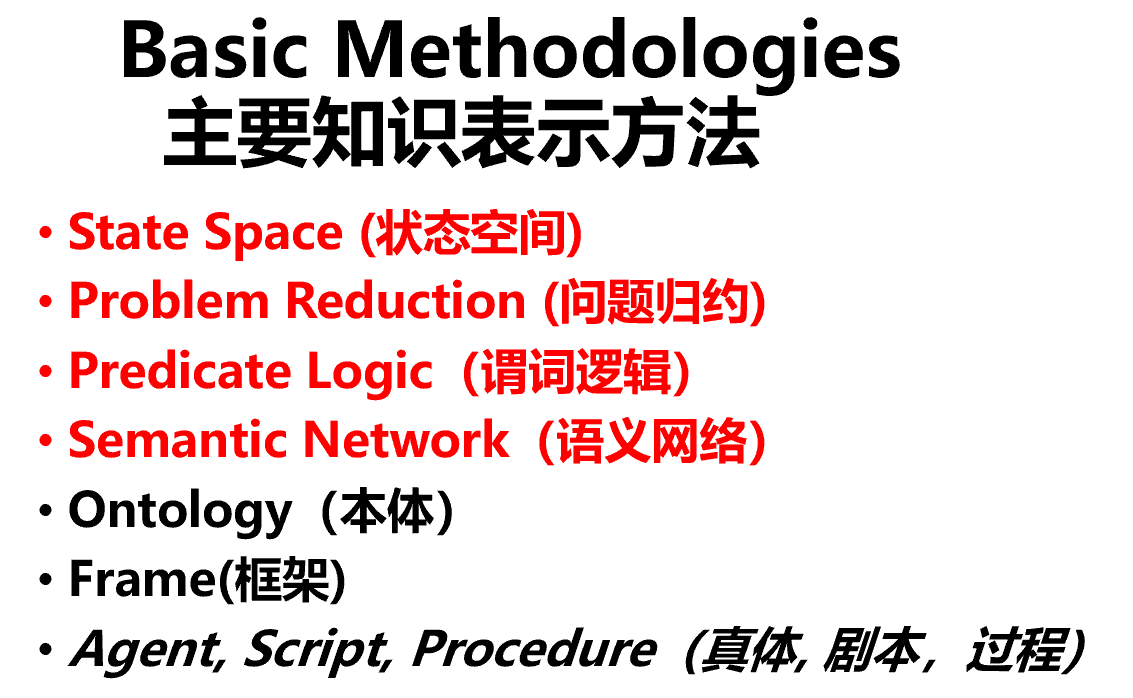 Basic Methodologies
主要知识表示方法
• State Space (状态空间)
• Problem Reduction (问题归约)
• Predicate Logic（谓词逻辑）
• Semantic Network（语义网络）
• Ontology（本体）
• Frame(框架)
• Agent, Script, Procedure（真体, 剧本，过程）